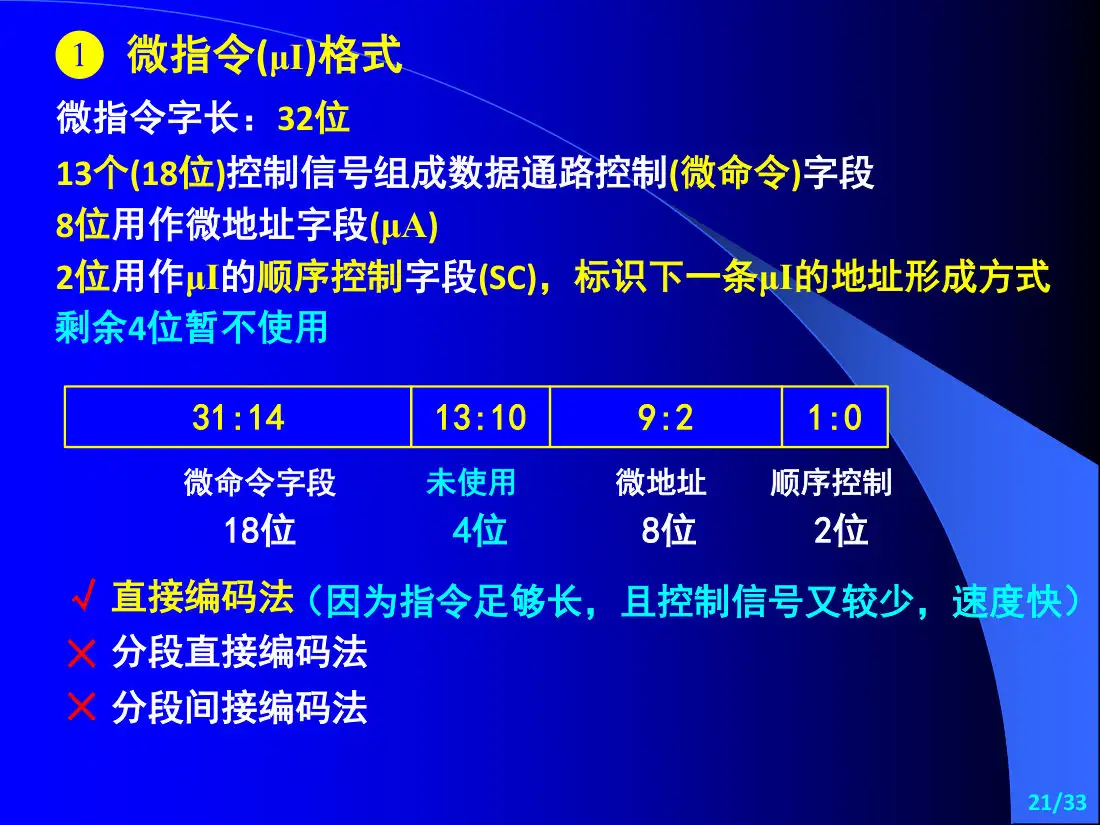 1 微指令(μI)格式
微指令字长：32位
13个(18位)控制信号组成数据通路控制(微命令)字段
8位用作微地址字段(μA)
2位用作μI的顺序控制字段(SC)，标识下一条μI的地址形成方式
剩余4位暂不使用
31:14 13:10 9:2 1:0
微命令字段 未使用 微地址 顺序控制
18位 4位 8位 2位
√ 直接编码法（因为指令足够长，且控制信号又较少，速度快）
× 分段直接编码法
× 分段间接编码法
21/33